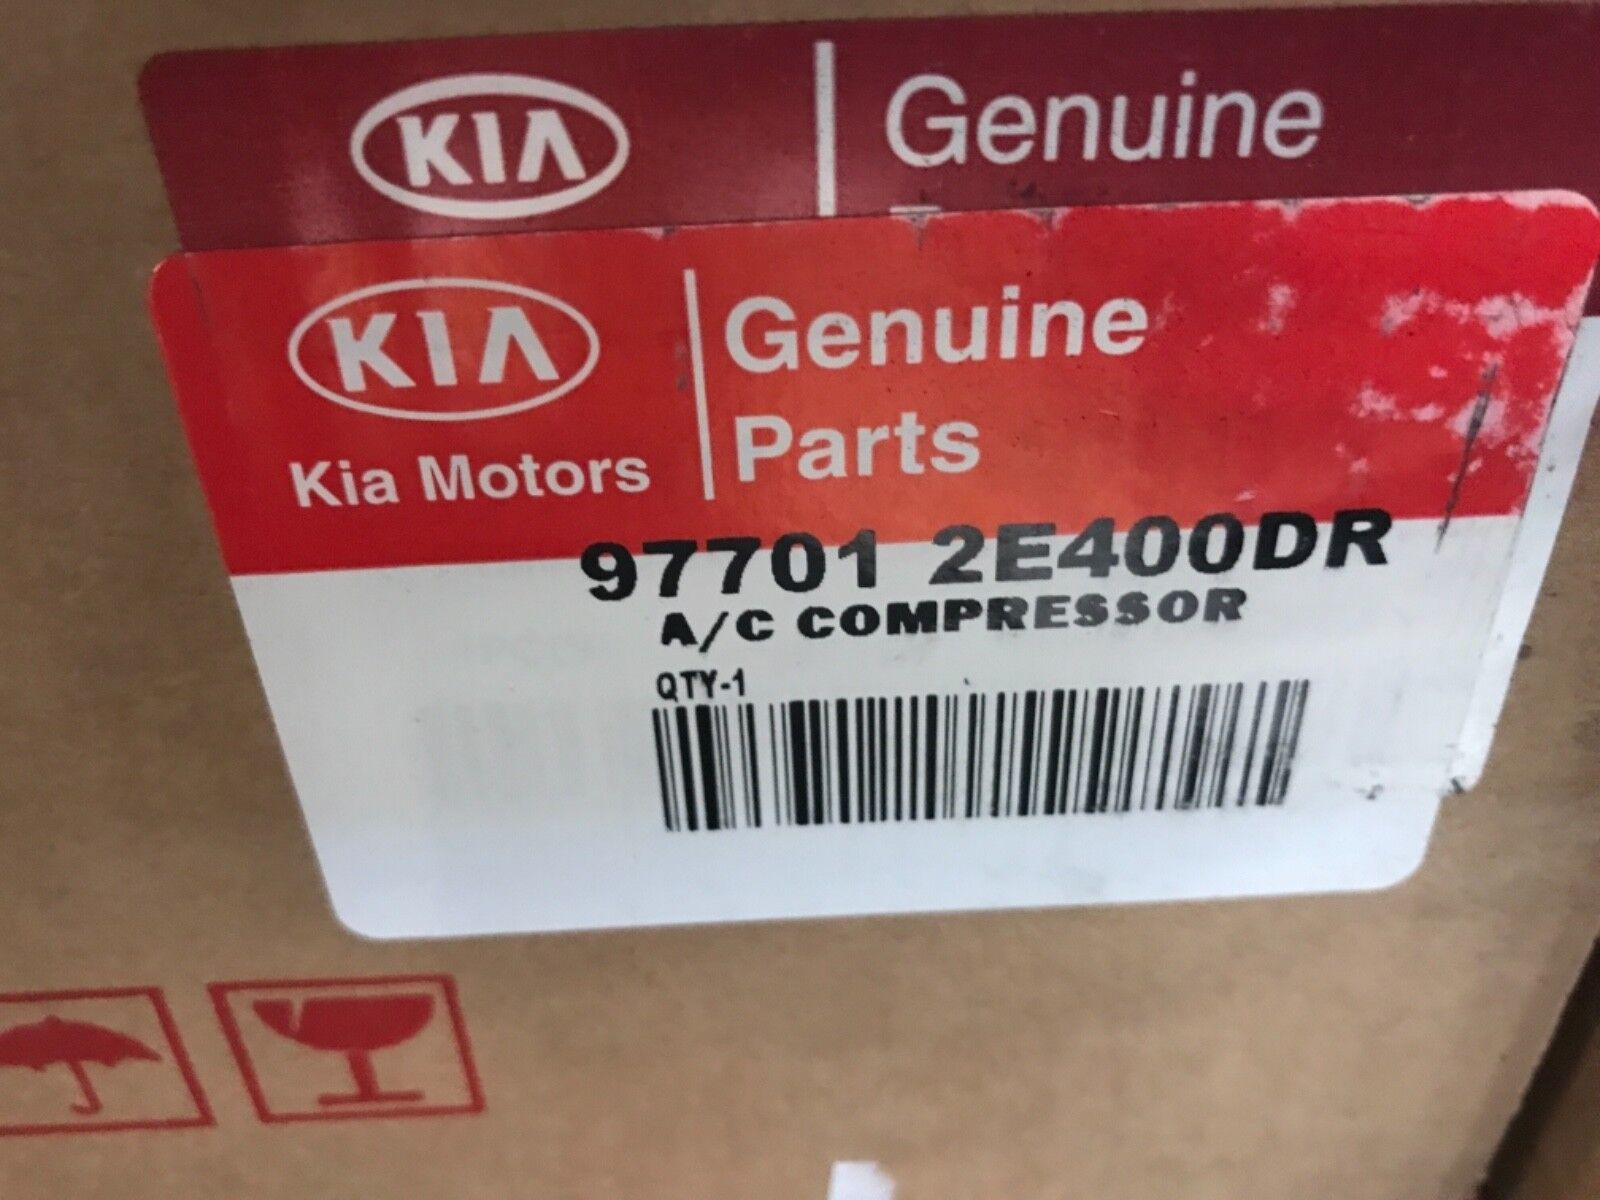 KIA
Genuine
KIA
Kia Motors
Genuine
Parts
97701 2E400DR
A/C COMPRESSOR
QTY-1